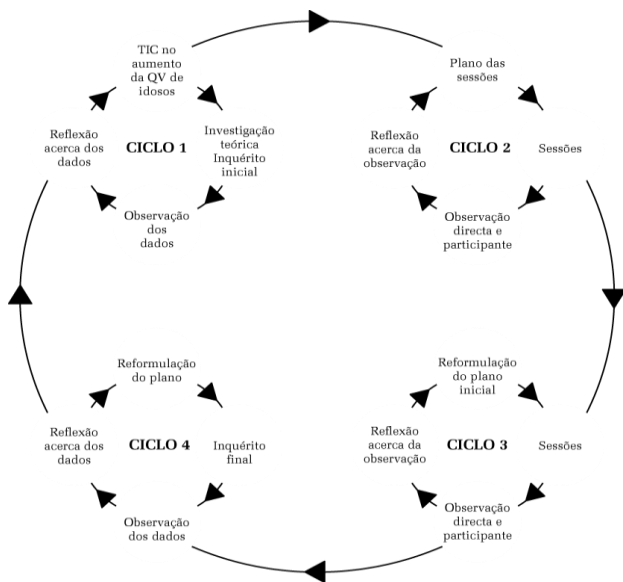 TIC no
aumento
da QV de
idosos
Reflexão
acerca dos
dados
CICLO 1
Investigação
teórica
Inquérito
inicial
Observação
dos
dados
Plano das
sessões
Reflexão
acerca da
observação
CICLO 2
Sessões
Observação
directa e
participante
Reformulação
do plano
inicial
Reflexão
acerca da
observação
CICLO 3
Sessões
Observação
directa e
participante
Reformulação
do plano
Reflexão
acerca dos
dados
CICLO 4
Inquérito
final
Observação
dos dados